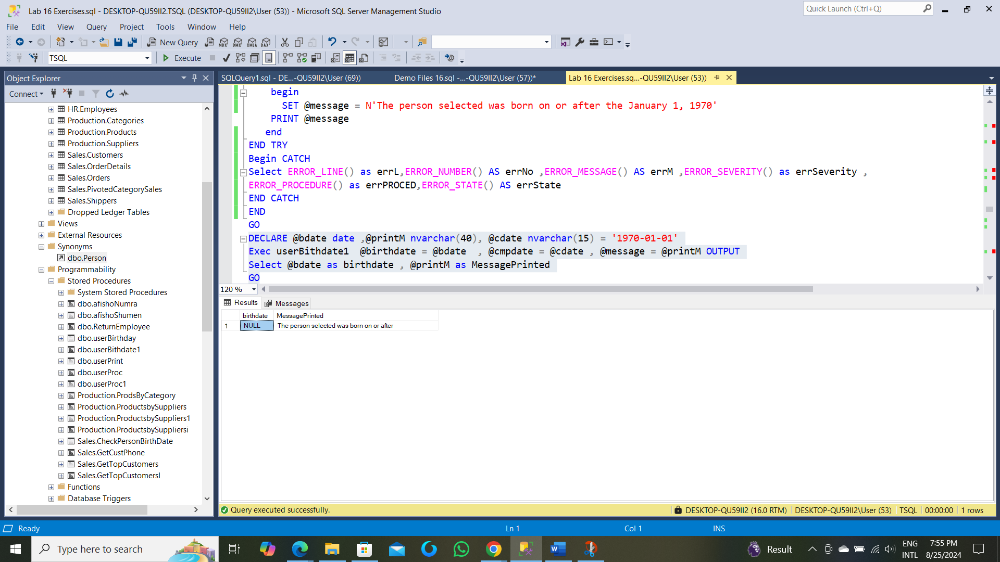 Lab 16 Exercises.sql - DESKTOP-QU59II2.TSQL (DESKTOP-QU59II2\User (53)) - Microsoft SQL Server Management Studio
Quick Launch (Ctrl+Q)
File Edit View Query Project Tools Window Help
New Query
MDX DMX XMLA DAX
TSQL
Execute
Object Explorer
Connect
HR.Employees
Production.Categories
Production.Products
Production.Suppliers
Sales.Customers
Sales.OrderDetails
Sales.Orders
Sales.PivotedCategorySales
Sales.Shippers
Dropped Ledger Tables
Views
External Resources
Synonyms
dbo.Person
Programmability
Stored Procedures
System Stored Procedures
dbo.afishoNumra
dbo.afishoShumën
dbo.ReturnEmployee
dbo.userBirthday
dbo.userBithdate1
dbo.userPrint
dbo.userProc
dbo.userProc1
Production.ProdsByCategory
Production.ProductsbySuppliers
Production.ProductsbySuppliers1
Production.ProductsbySuppliersi
Sales.CheckPersonBirthDate
Sales.GetCustPhone
Sales.GetTopCustomers
Sales.GetTopCustomersI
Functions
Database Triggers
SQLQuery1.sql - DE...-QU59II2\User (69))
Demo Files 16.sql -...-QU59II2\User (57))*
Lab 16 Exercises.sq...-QU59II2\User (53))
begin
SET @message = N'The person selected was born on or after the January 1, 1970'
PRINT @message
end
END TRY
Begin CATCH
Select ERROR_LINE() as errL,ERROR_NUMBER() AS errNo ,ERROR_MESSAGE() AS errM ,ERROR_SEVERITY() as errSeverity ,
ERROR_PROCEDURE() as errPROCED,ERROR_STATE() AS errState
END CATCH
END
GO
DECLARE @bdate date ,@printM nvarchar(40), @cdate nvarchar(15) = '1970-01-01'
Exec userBithdate1 @birthdate = @bdate , @cmpdate = @cdate , @message = @printM OUTPUT
Select @bdate as birthdate , @printM as MessagePrinted
GO
120 %
Results Messages
birthdate MessagePrinted
1 NULL The person selected was born on or after
Query executed successfully.
DESKTOP-QU59II2 (16.0 RTM) DESKTOP-QU59II2\User (53) TSQL 00:00:00 1 rows
Ready Ln 1 Col 1 INS
Type here to search
Result
ENG
INTL
7:55 PM
8/25/2024